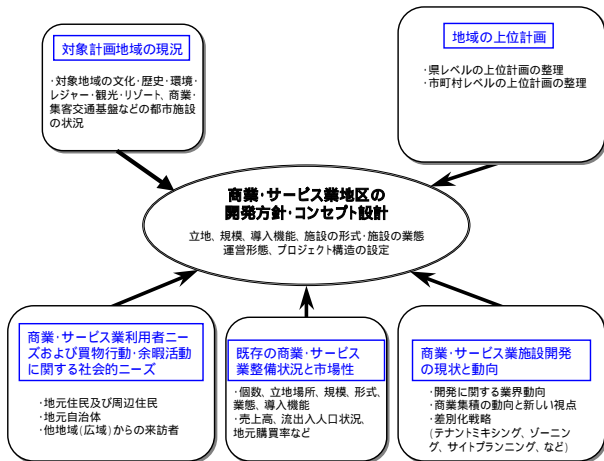 対象計画地域の現況
・対象地域の文化・歴史・環境・
レジャー・観光・リゾート、商業・
集客交通基盤などの都市施設
の状況
地域の上位計画
・県レベルの上位計画の整理
・市町村レベルの上位計画の整理
商業・サービス業地区の
開発方針・コンセプト設計
立地、規模、導入機能、施設の形式・施設の業態
運営形態、プロジェクト構造の設定
商業・サービス業利用者ニー
ズおよび買物行動・余暇活動
に関する社会的ニーズ
・地元住民及び周辺住民
・地元自治体
・他地域(広域)からの来訪者
既存の商業・サービス
業整備状況と市場性
・個数、立地場所、規模、形式、
業態、導入機能
・売上高、流出入人口状況、
地元購買率など
商業・サービス業施設開発
の現状と動向
・開発に関する業界動向
・商業集積の動向と新しい視点
・差別化戦略
(テナントミキシング、ゾーニン
グ、サイトプランニング、など)